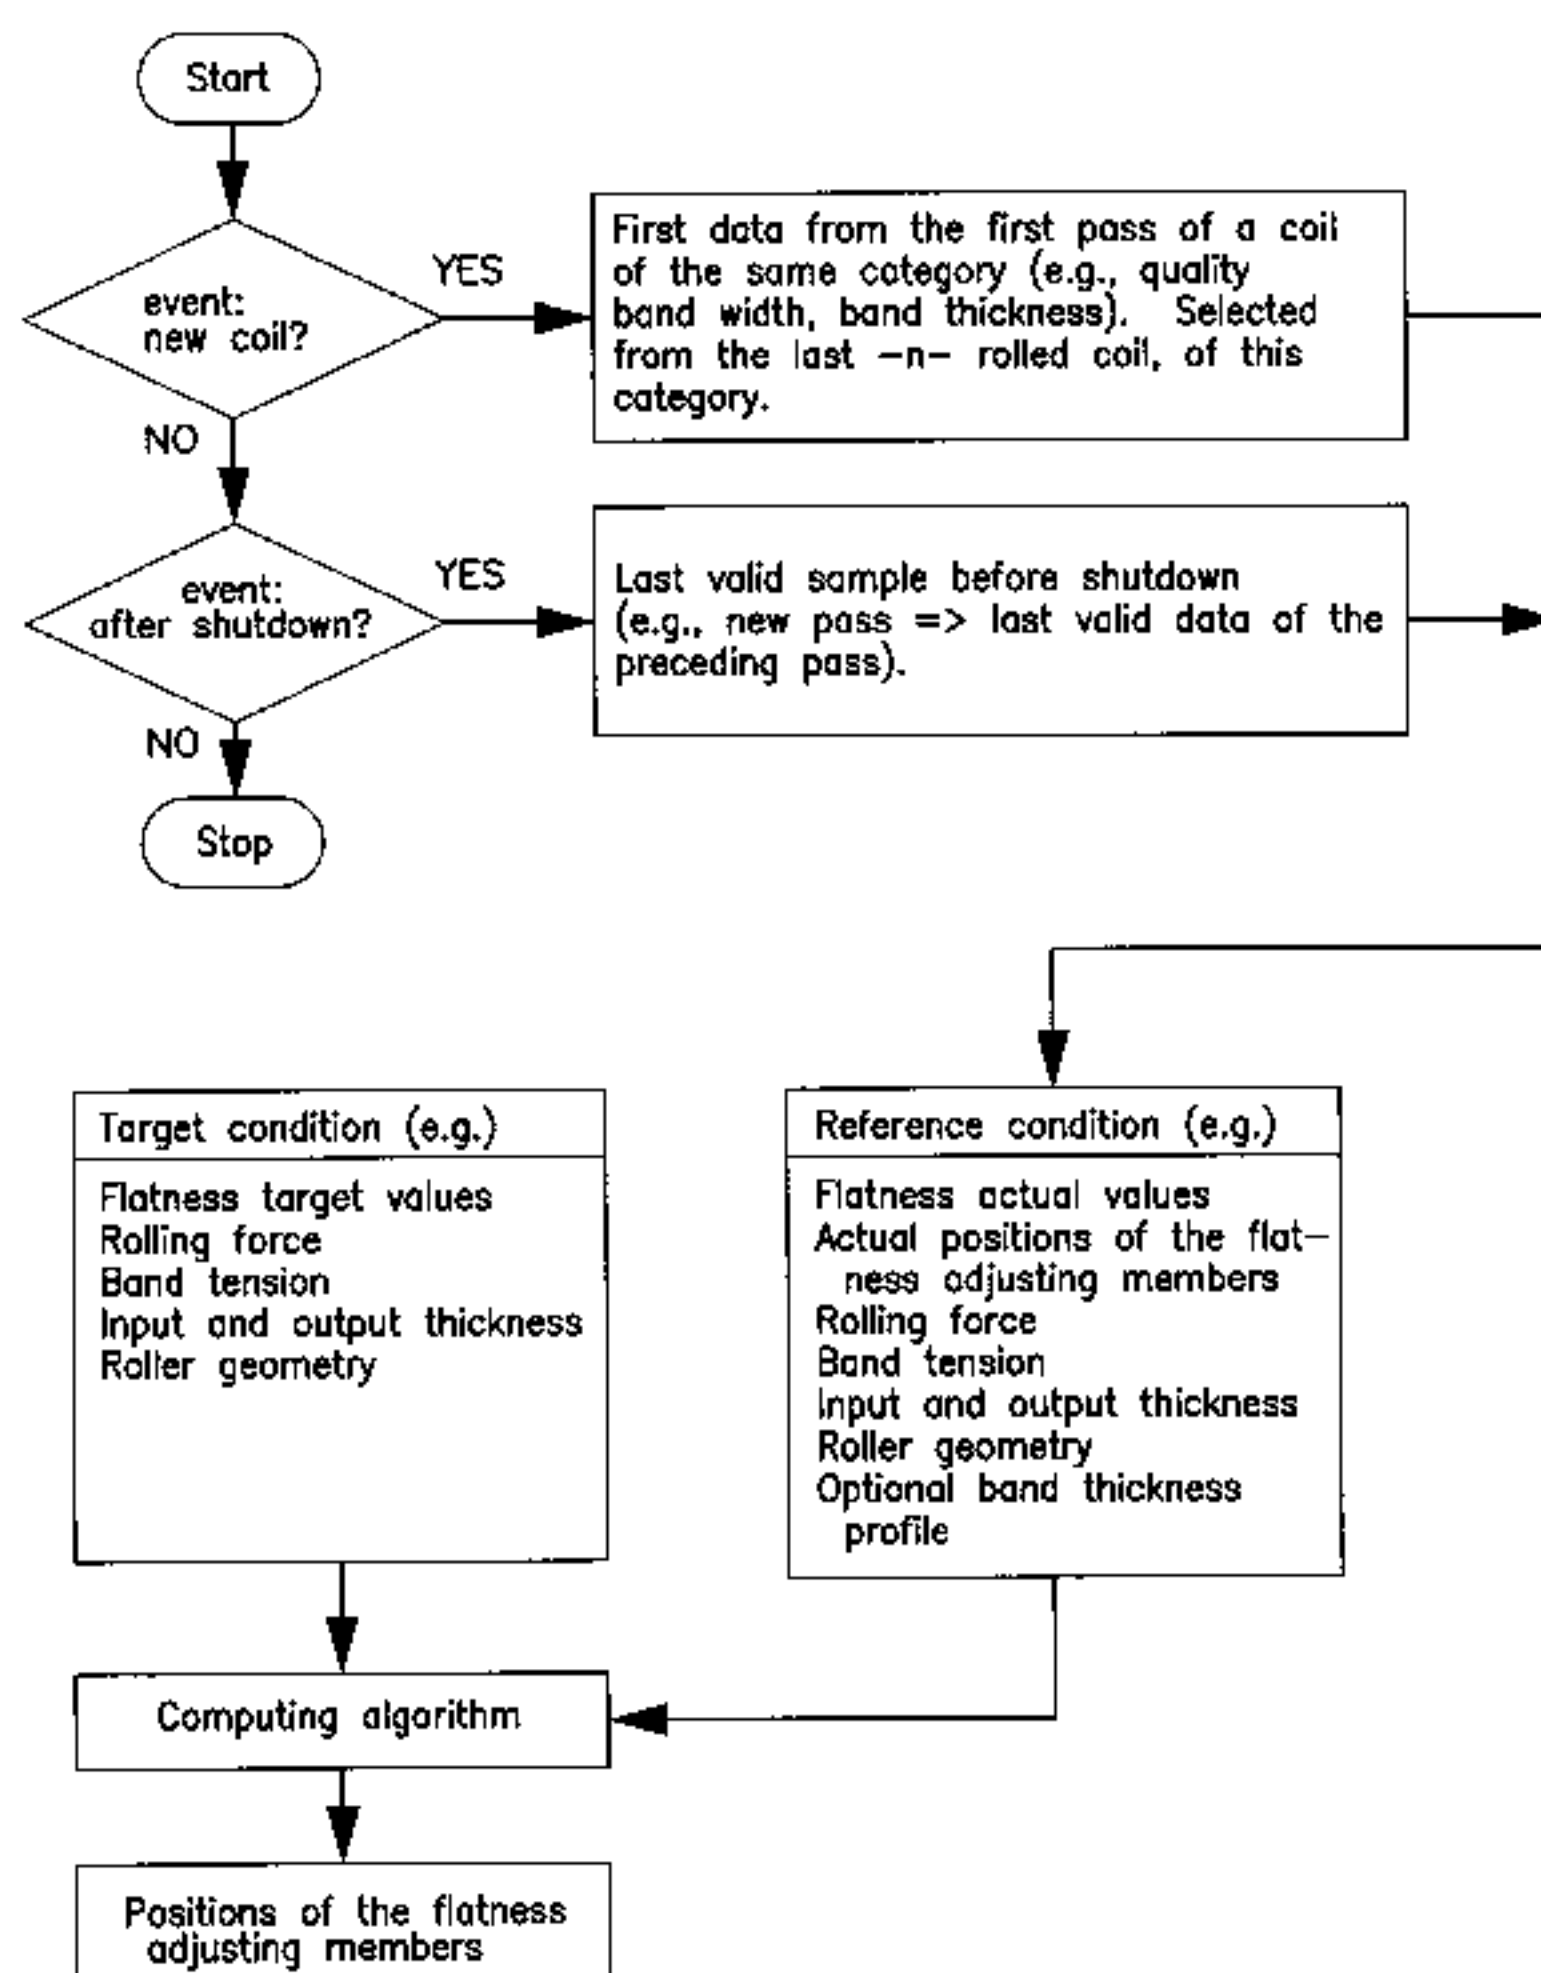 Start
YES
event:
new coil?
First data from the first pass of a coil
of the same category (e.g., quality
band width, band thickness). Selected
from the last -n- rolled coil, of this
category.
NO
YES
event:
after shutdown?
Last valid sample before shutdown
(e.g., new pass => last valid data of the
preceding pass).
NO
Stop
Target condition (e.g.)
Flatness target values
Rolling force
Band tension
Input and output thickness
Roller geometry
Reference condition (e.g.)
Flatness actual values
Actual positions of the flat-
ness adjusting members
Rolling force
Band tension
Input and output thickness
Roller geometry
Optional band thickness
profile
Computing algorithm
Positions of the flatness
adjusting members